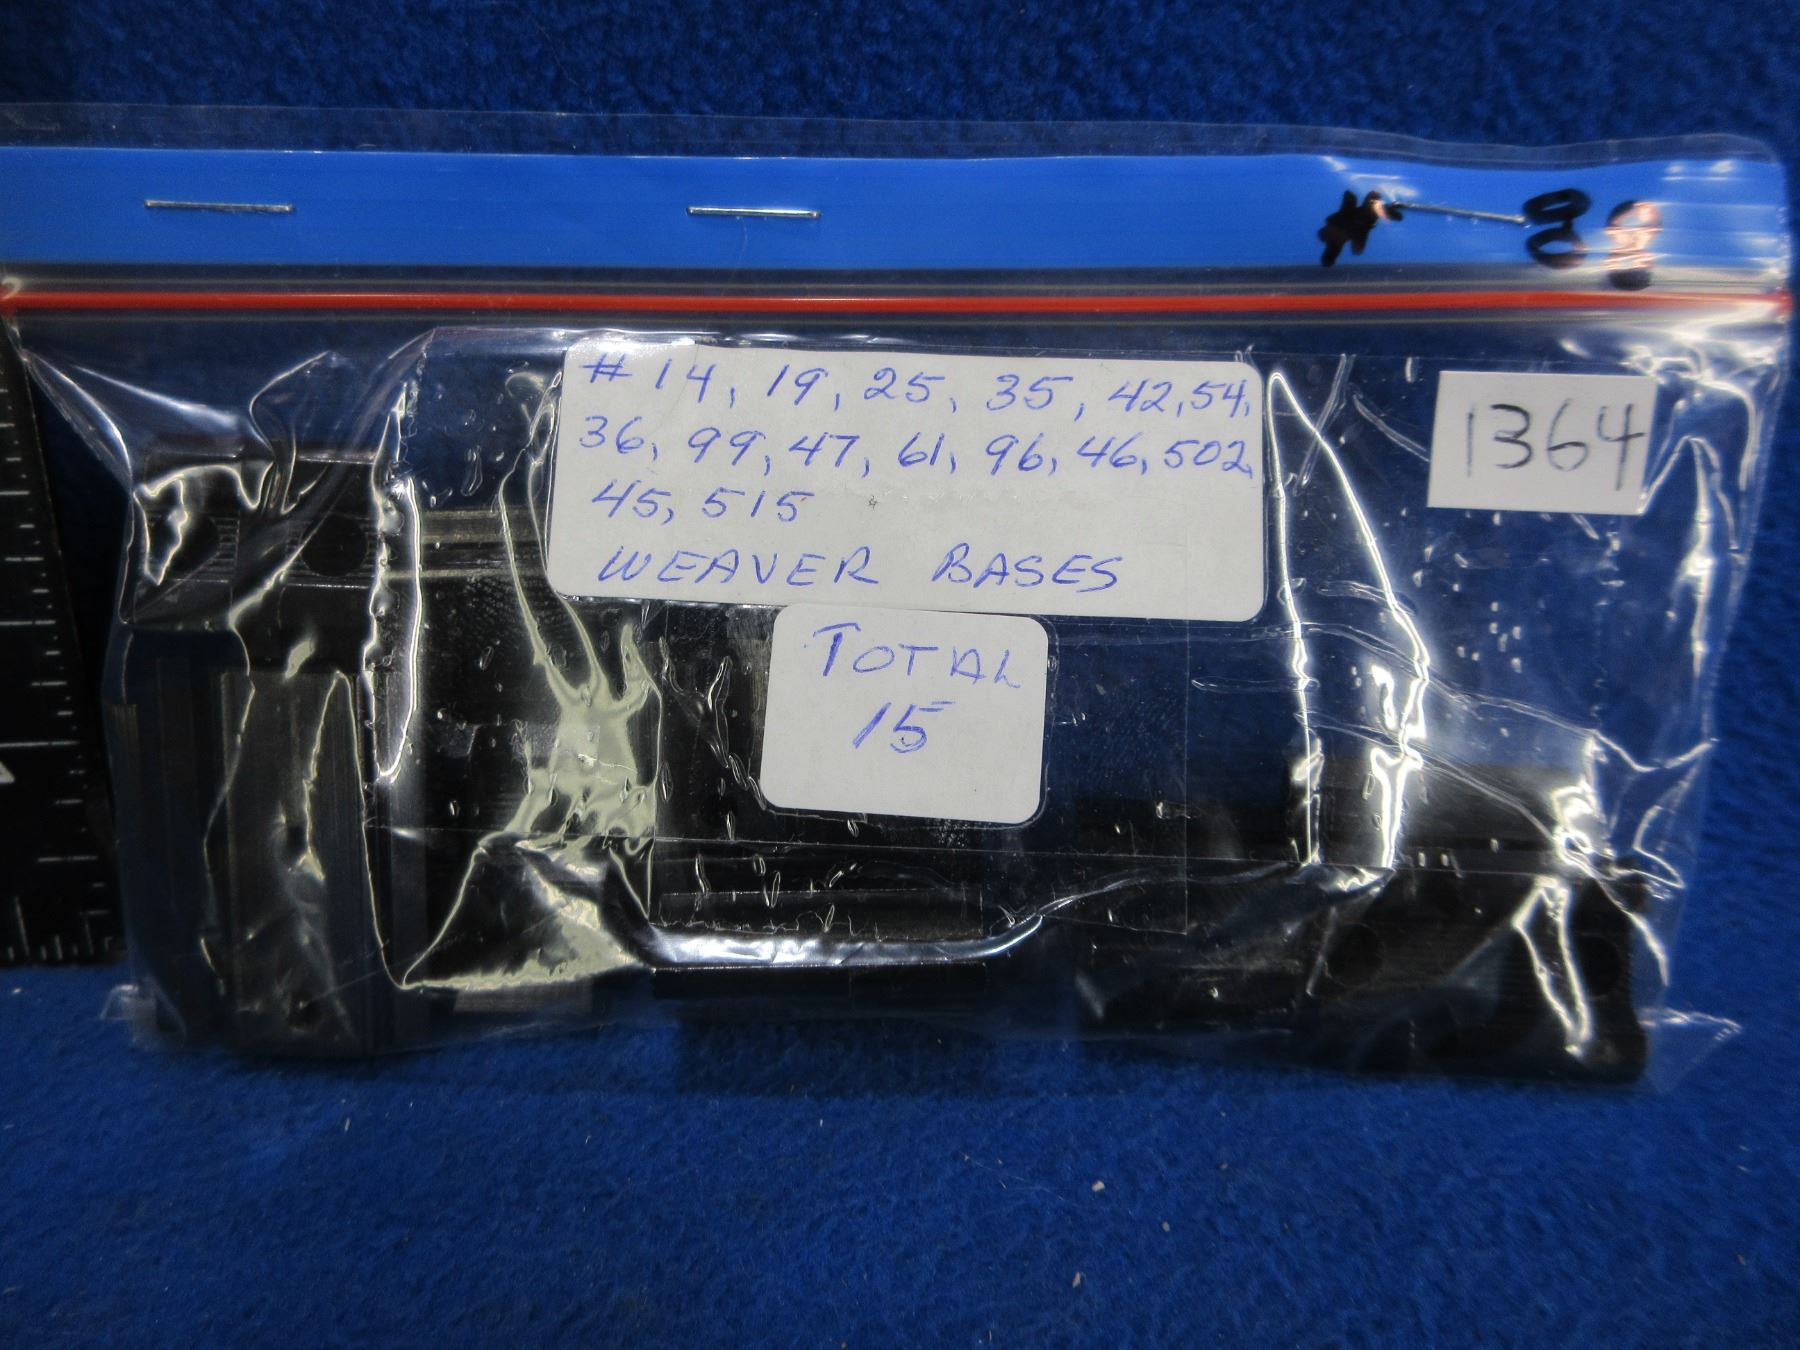 # 14, 19, 25, 35, 42, 54,
36, 99, 47, 61, 96, 46, 502,
45, 515
WEAVER BASES
1364
TOTAL
15